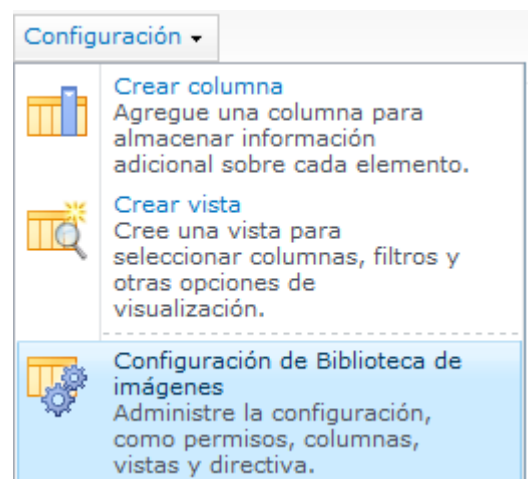 Configuración
Crear columna
Agregue una columna para
almacenar información
adicional sobre cada elemento.
Crear vista
Cree una vista para
seleccionar columnas, filtros y
otras opciones de
visualización.
Configuración de Biblioteca de
imágenes
Administre la configuración,
como permisos, columnas,
vistas y directiva.